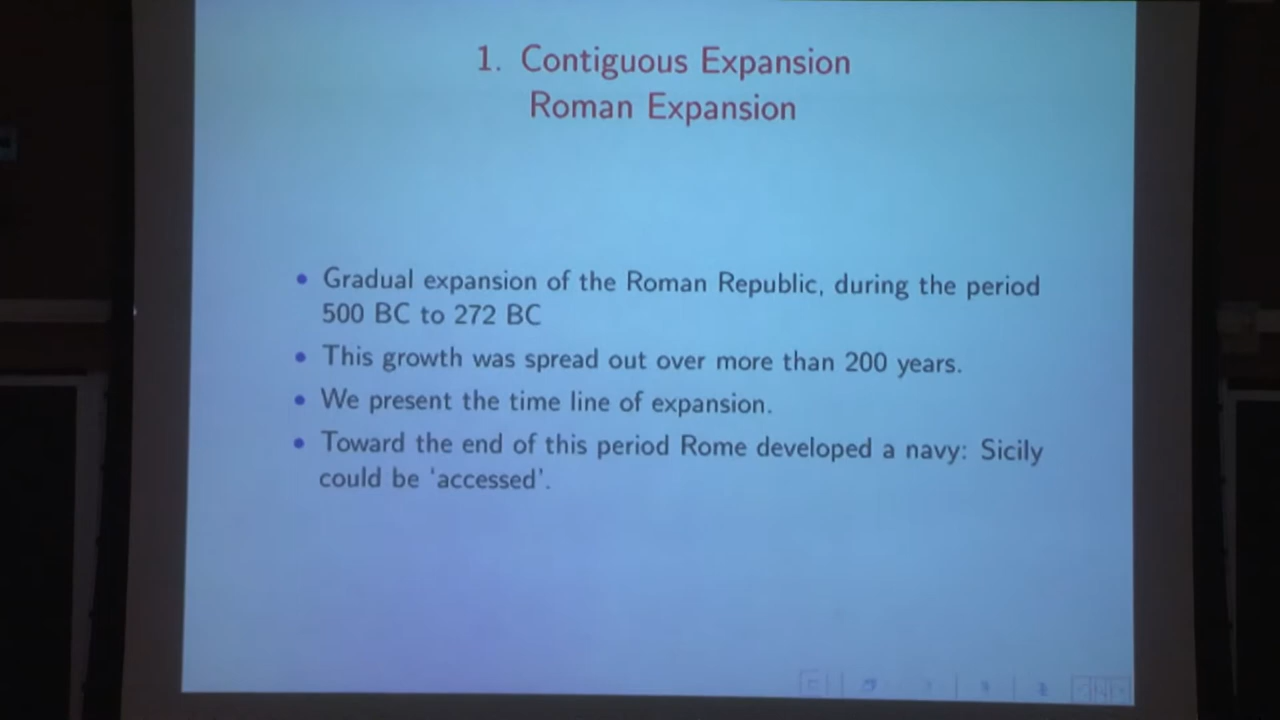 1. Contiguous Expansion
Roman Expansion
• Gradual expansion of the Roman Republic, during the period
500 BC to 272 BC
• This growth was spread out over more than 200 years.
• We present the time line of expansion.
• Toward the end of this period Rome developed a navy: Sicily
could be 'accessed'.